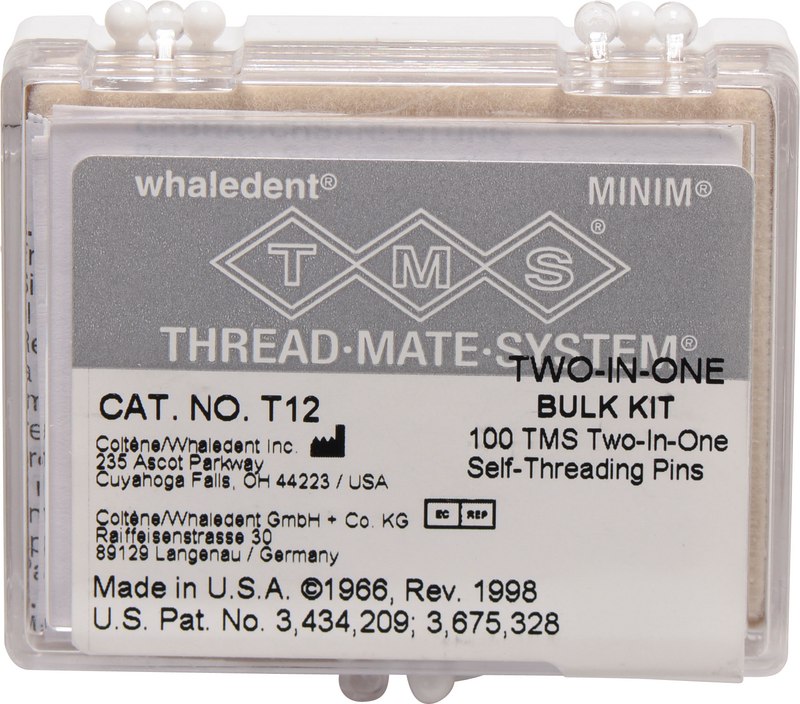 whaledent® MINIM®
T M S ®
THREAD·MATE·SYSTEM®
TWO-IN-ONE
CAT. NO. T12
BULK KIT
100 TMS Two-In-One
Self-Threading Pins
Coltène/Whaledent Inc.
235 Ascot Parkway
Cuyahoga Falls, OH 44223 / USA
Coltène/Whaledent GmbH + Co. KG EC REP
Raiffeisenstrasse 30
89129 Langenau / Germany
Made in U.S.A. ©1966, Rev. 1998
U.S. Pat. No. 3,434,209; 3,675,328